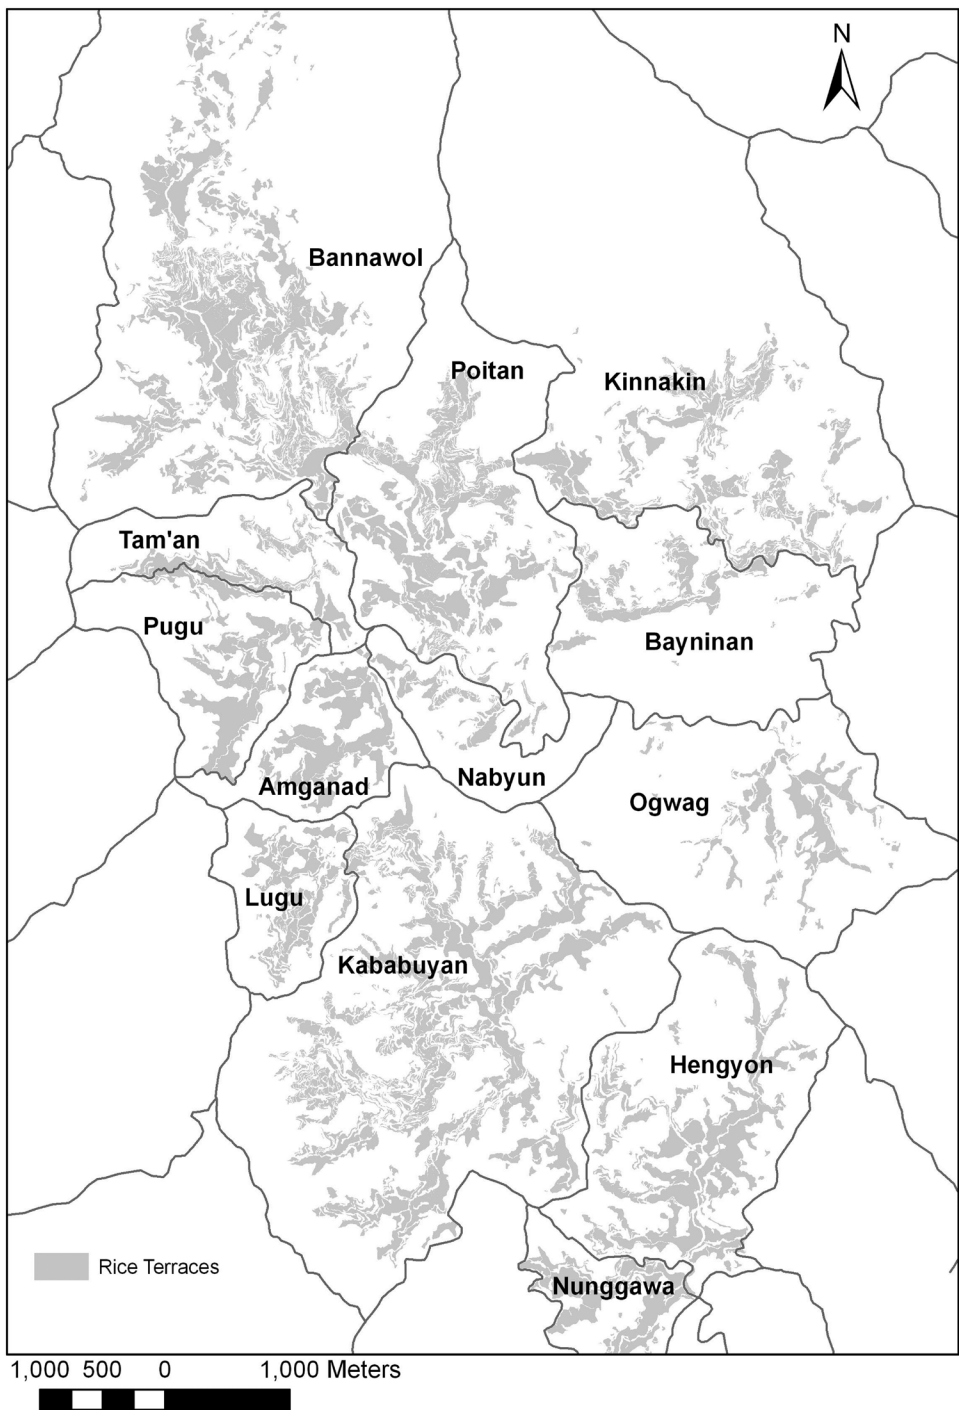 N
Bannawol
Poitan
Kinnakin
Tam'an
Pugu
Bayninan
Amganad
Nabyun
Ogwag
Lugu
Kababuyan
Hengyon
Rice Terraces
Nunggawa
1,000 500 0 1,000 Meters